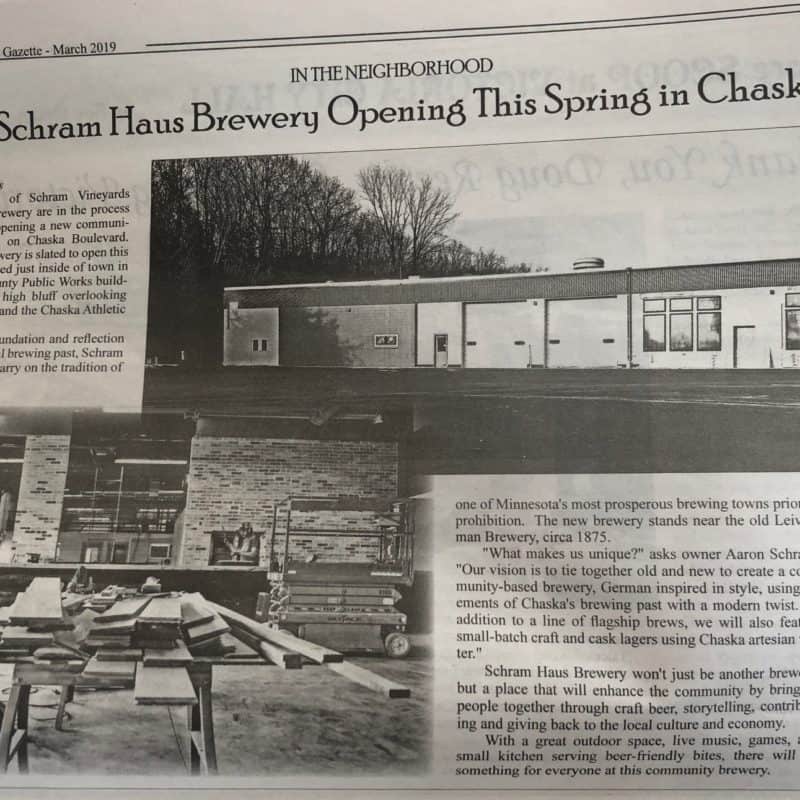 Gazette - March 2019
IN THE NEIGHBORHOOD
Schram Haus Brewery Opening This Spring in Chask
of Schram Vineyards
rewery are in the process
opening a new communi-
on Chaska Boulevard.
wery is slated to open this
ed just inside of town in
unty Public Works build-
high bluff overlooking
and the Chaska Athletic
undation and reflection
l brewing past, Schram
arry on the tradition of
one of Minnesota's most prosperous brewing towns prior
prohibition. The new brewery stands near the old Leiv
man Brewery, circa 1875.
"What makes us unique?" asks owner Aaron Schra
"Our vision is to tie together old and new to create a co
munity-based brewery, German inspired in style, using
ements of Chaska's brewing past with a modern twist.
addition to a line of flagship brews, we will also feat
small-batch craft and cask lagers using Chaska artesian
ter."
Schram Haus Brewery won't just be another brewe
but a place that will enhance the community by bring
people together through craft beer, storytelling, contrib
ing and giving back to the local culture and economy.
With a great outdoor space, live music, games, a
small kitchen serving beer-friendly bites, there will
something for everyone at this community brewery.